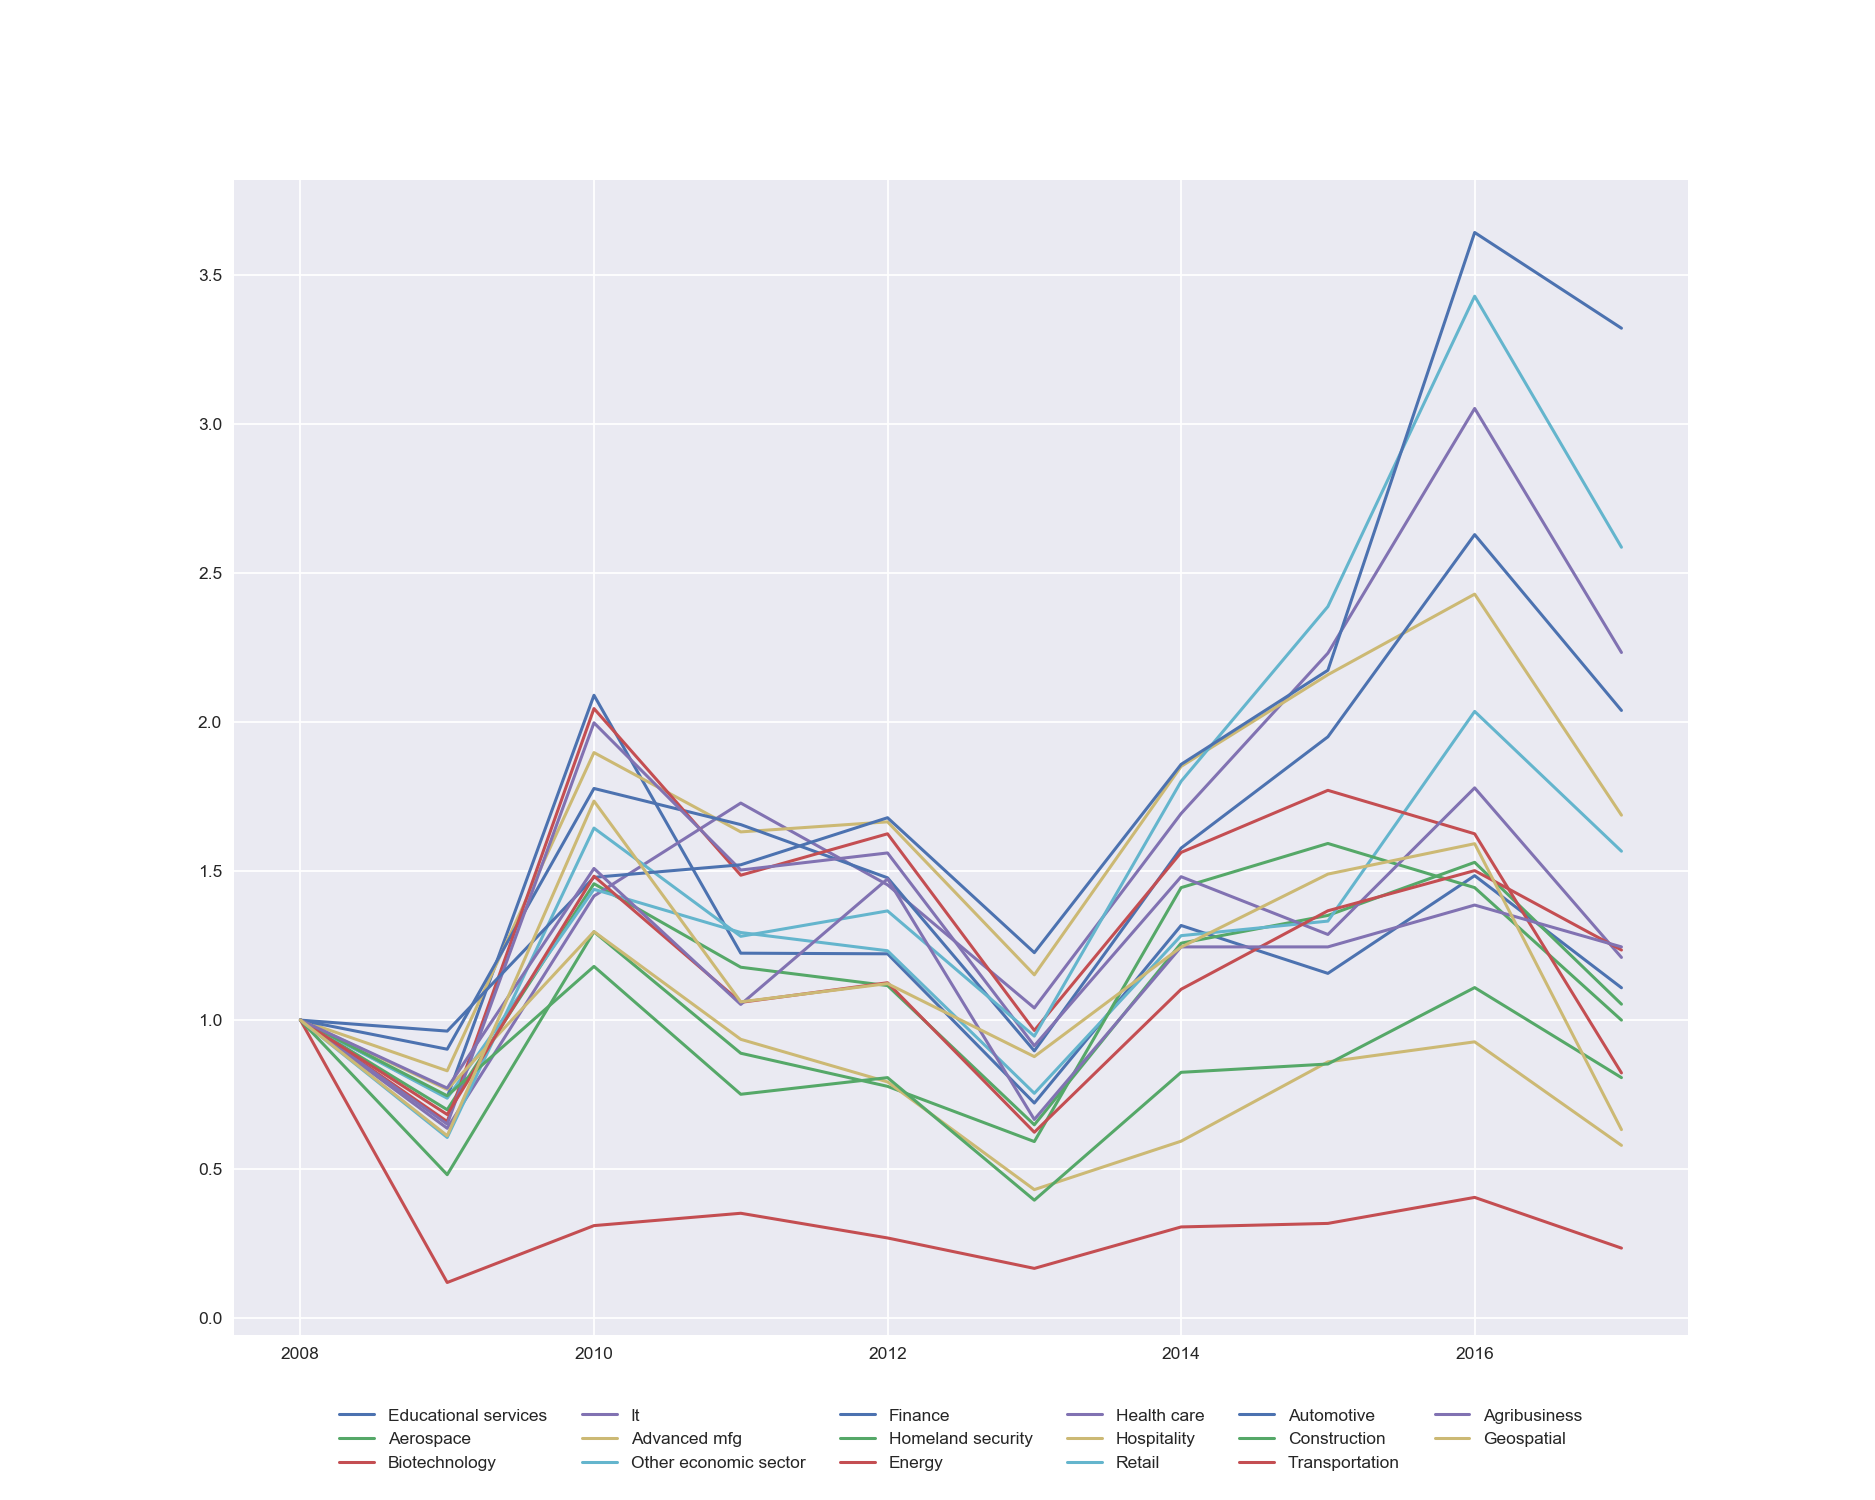 3.5
3.0
2.5
2.0
1.5
1.0
0.5
0.0
2008 2010 2012 2014 2016
Educational services It Finance Health care Automotive Agribusiness
Aerospace Advanced mfg Homeland security Hospitality Construction Geospatial
Biotechnology Other economic sector Energy Retail Transportation